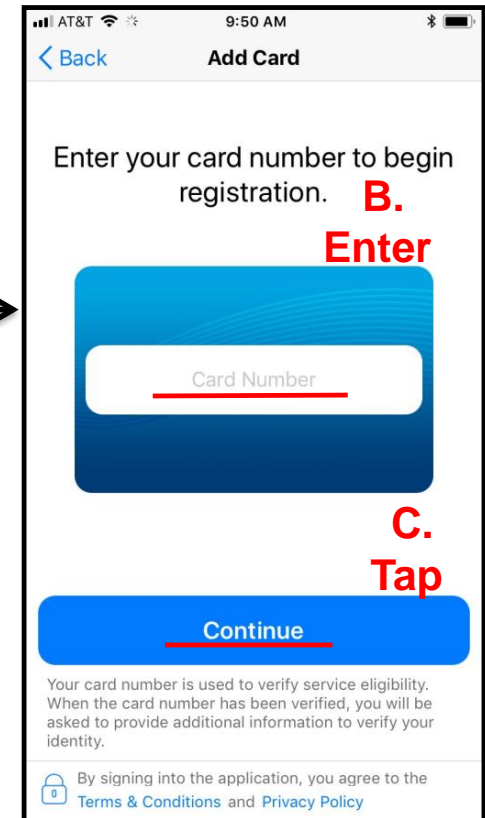 AT&T 9:50 AM
Back Add Card
Enter your card number to begin
registration.
B.
Enter
Card Number
C.
Tap
Continue
Your card number is used to verify service eligibility.
When the card number has been verified, you will be
asked to provide additional information to verify your
identity.
By signing into the application, you agree to the
Terms & Conditions and Privacy Policy